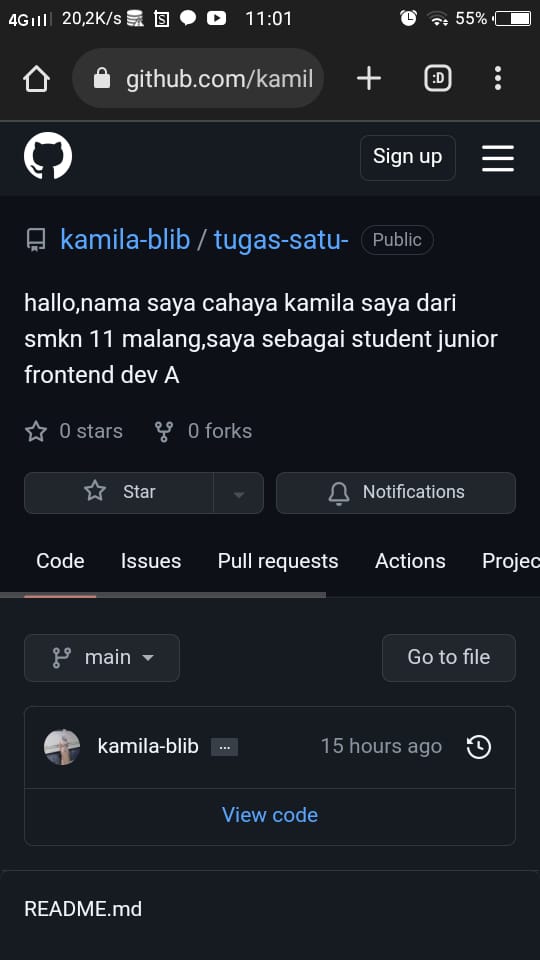 4G 20,2K/s 11:01 55%
github.com/kamil :D
Sign up
kamila-blib / tugas-satu- Public
hallo,nama saya cahaya kamila saya dari
smkn 11 malang,saya sebagai student junior
frontend dev A
0 stars 0 forks
Star Notifications
Code Issues Pull requests Actions Projec
main Go to file
kamila-blib ... 15 hours ago
View code
README.md